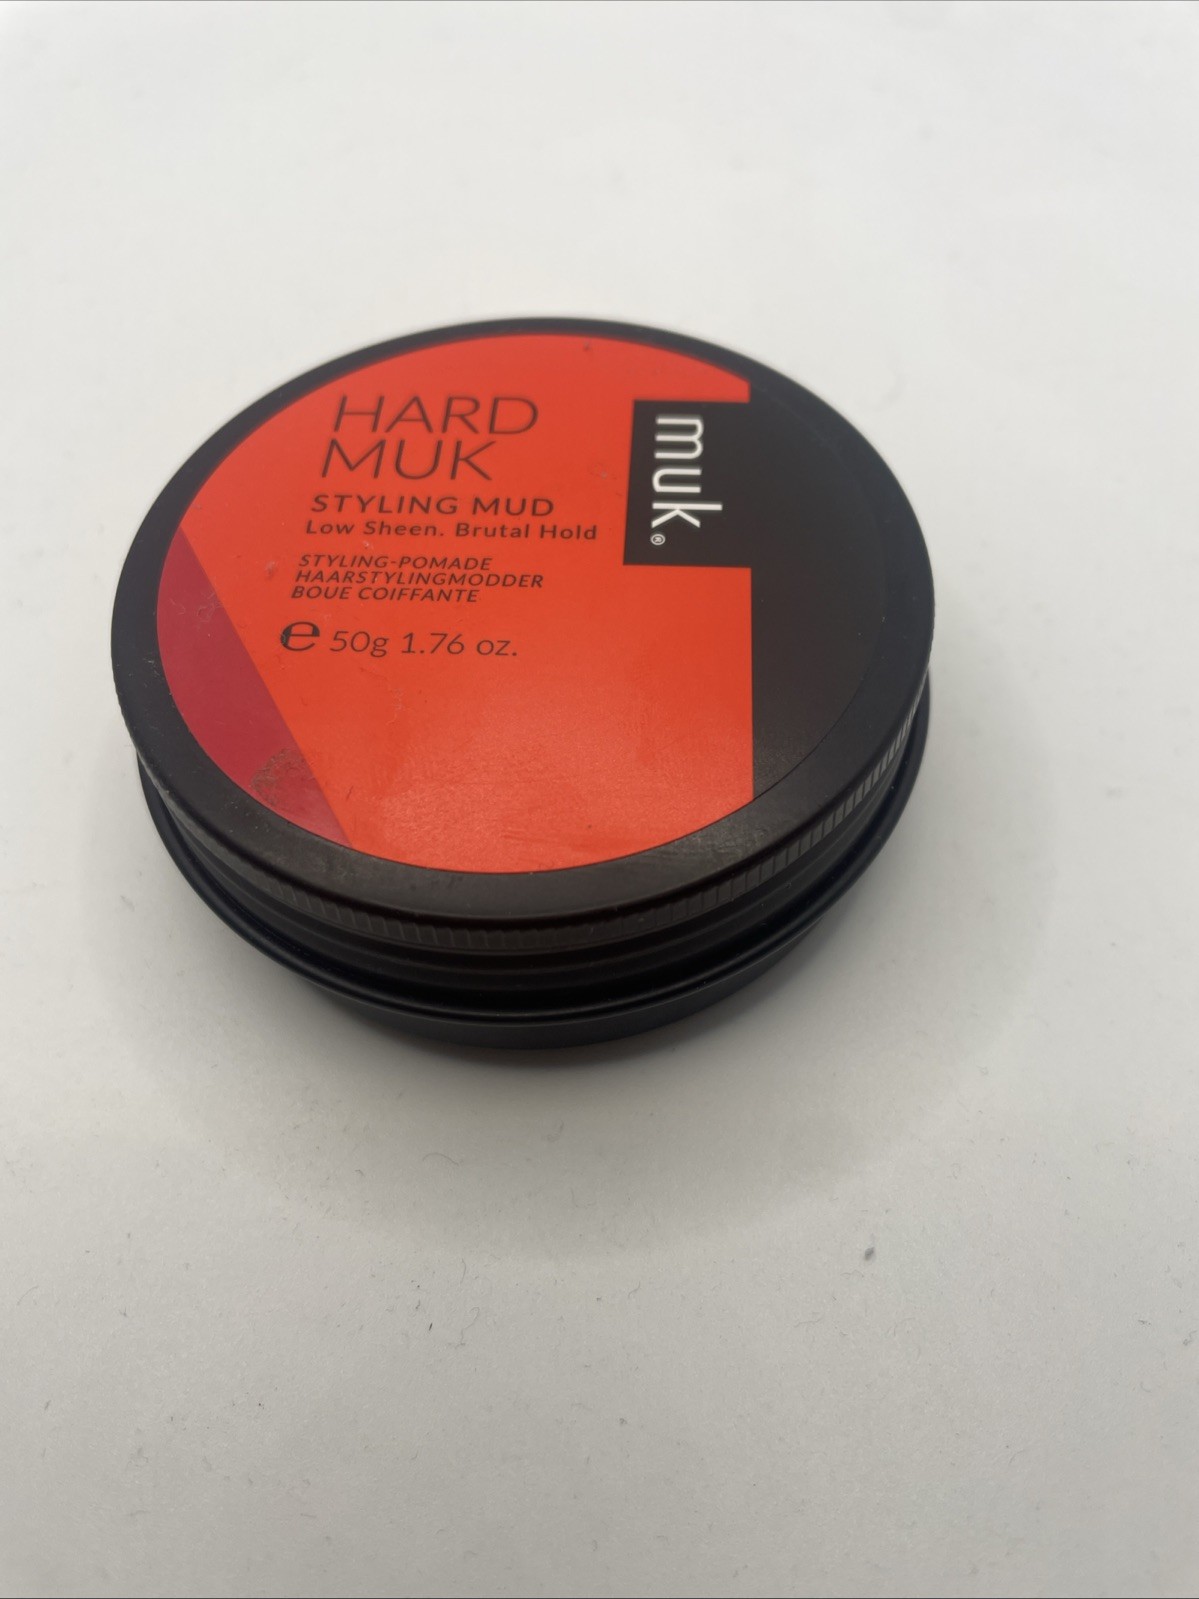 HARD
MUK
STYLING MUD
Low Sheen. Brutal Hold
STYLING-POMADE
HAARSTYLINGMODDER
BOUE COIFFANTE
℮ 50g 1.76 oz.
muk.®